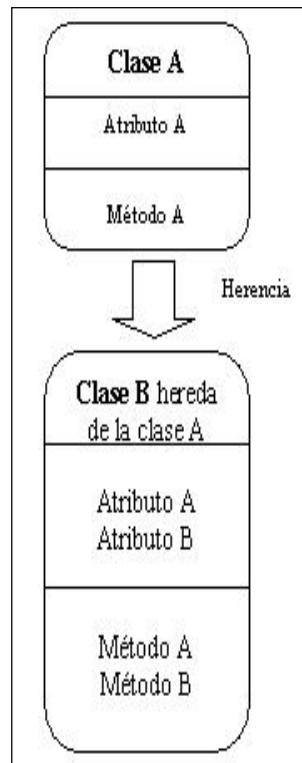 Clase A
Atributo A
Método A
Herencia
Clase B hereda
de la clase A
Atributo A
Atributo B
Método A
Método B